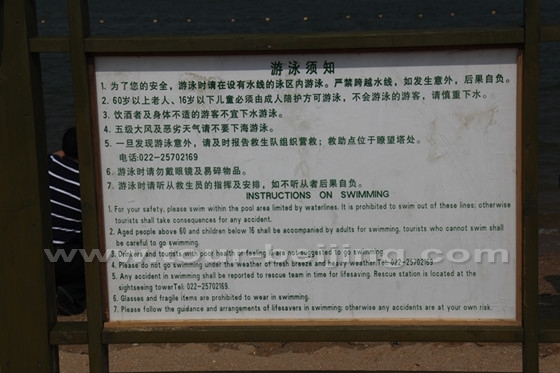 游泳须知
1. 为了您的安全，游泳时请在设有水线的泳区内游泳。严禁跨越水线，如发生意外，后果自负。
2. 60岁以上老人、16岁以下儿童必须由成人陪护方可游泳，不会游泳的游客，请慎重下水。
3. 饮酒者及身体不适的游客不宜下水游泳。
4. 五级大风及恶劣天气请不要下海游泳。
5. 一旦发现游泳意外，请及时报告救生队组织营救；救助点位于瞭望塔处。
电话:022-25702169
6. 游泳时请勿戴眼镜及易碎物品。
7. 游泳时请听从救生员的指挥及安排，如不听从者后果自负。
INSTRUCTIONS ON SWIMMING
1. For your safety, please swim within the pool area limited by waterlines. It is prohibited to swim out of these lines; otherwise
tourists shall take consequences for any accident.
2. Aged people above 60 and children below 16 shall be accompanied by adults for swimming. tourists who cannot swim shall
be careful to go swimming.
3. Drinker and tourists with peculiar feeling are not suggested to go swimming.
4. Please do not go swimming under the weather of fresh breeze and heavy weather.Tel:022-25702169
5. Any accident in swimming shall be reported to rescue team in time for lifesaving. Rescue station is located at the
sightseeing towerTel: 022-25702169.
6. Glasses and fragile items are prohibited to wear in swimming.
7. Please follow the guidance and arrangements of lifesavers in swimming; otherwise any accidents are at your own risk.